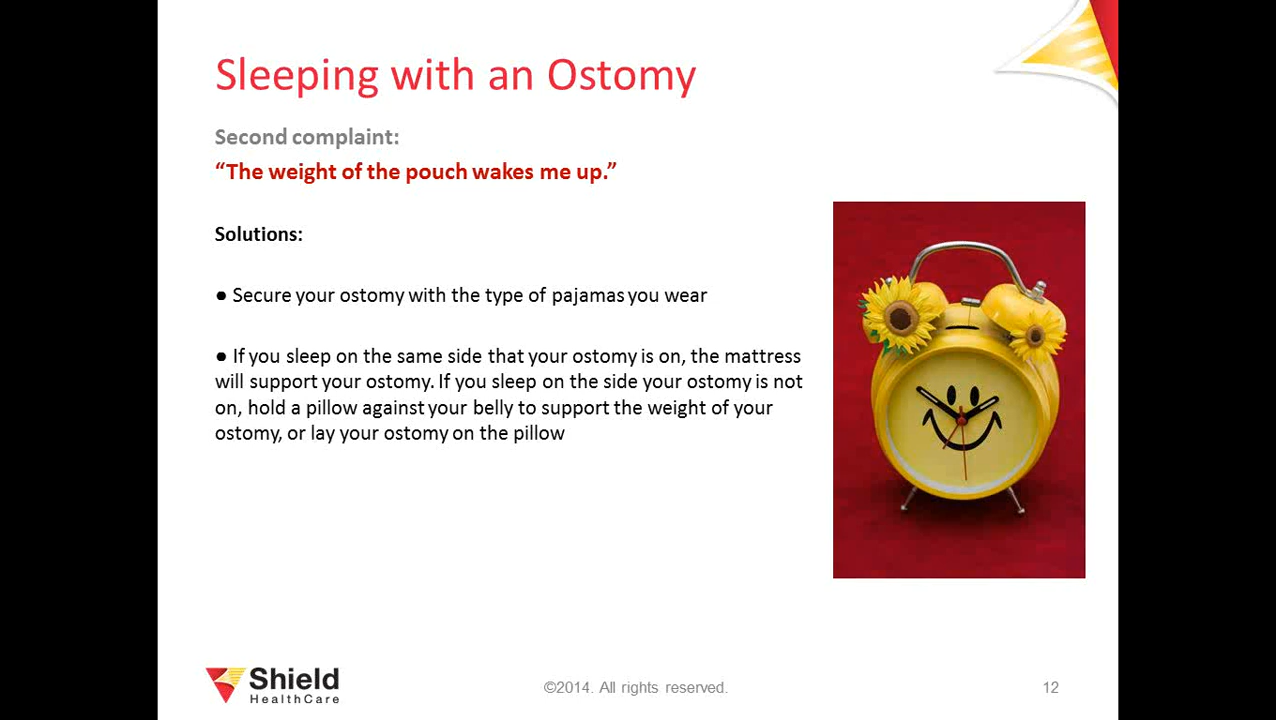 Sleeping with an Ostomy
Second complaint:
“The weight of the pouch wakes me up.”
Solutions:
● Secure your ostomy with the type of pajamas you wear
● If you sleep on the same side that your ostomy is on, the mattress
will support your ostomy. If you sleep on the side your ostomy is not
on, hold a pillow against your belly to support the weight of your
ostomy, or lay your ostomy on the pillow
Shield
HealthCare
©2014. All rights reserved.
12